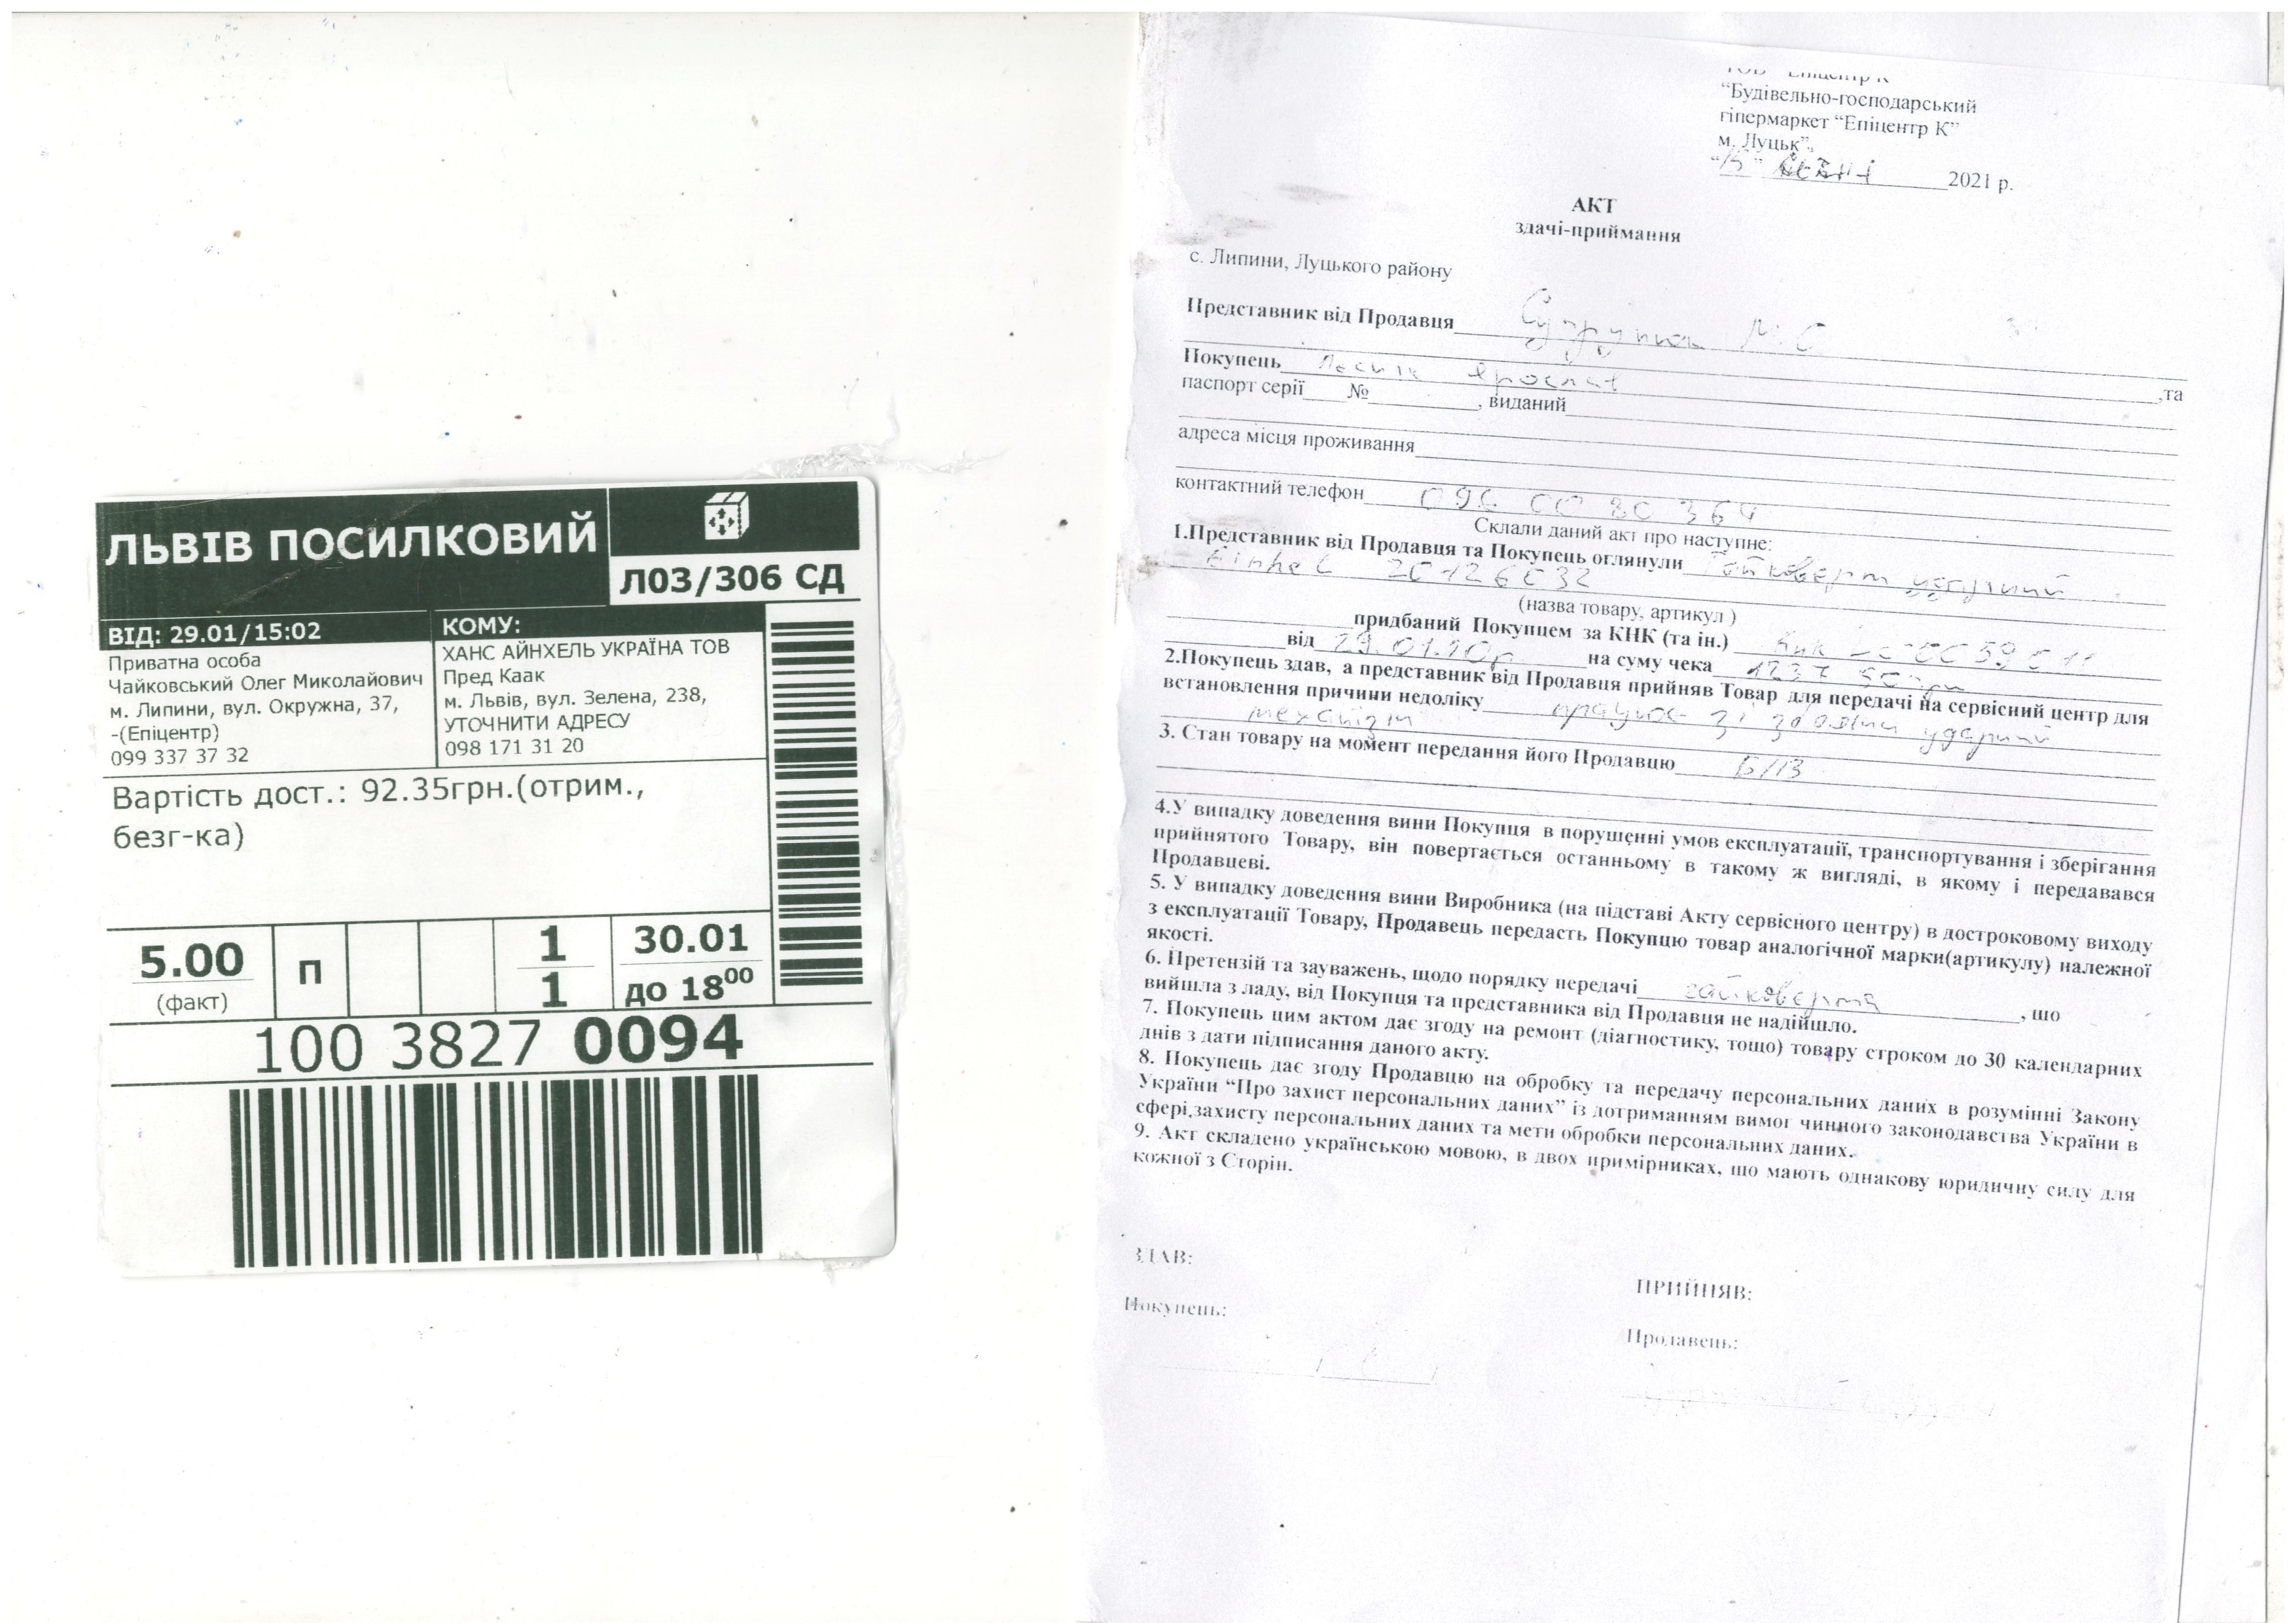 ЛЬВІВ ПОСИЛКОВИЙ
Л03/306 СД
ВІД: 29.01/15:02
Приватна особа
Чайковський Олег Миколайович
м. Липини, вул. Окружна, 37,
-(Епіцентр)
099 337 37 32
КОМУ:
ХАНС АЙНХЕЛЬ УКРАЇНА ТОВ
Пред Каак
м. Львів, вул. Зелена, 238,
УТОЧНИТИ АДРЕСУ
098 171 31 20
Вартість дост.: 92.35грн.(отрим.,
безг-ка)
5.00
(факт)
п
1
1
30.01
до 18⁰⁰
100 3827 0094
ТОВ "Епіцентр К"
“Будівельно-господарський
гіпермаркет “Епіцентр К”
м. Луцьк”,
2021 р.
АКТ
здачі-приймання
с. Липини, Луцького району
Представник від Продавця
Покупець ,та
паспорт серії № , виданий
адреса місця проживання
контактний телефон
Склали даний акт про наступне:
1.Представник від Продавця та Покупець оглянули Гайковерт ударний
Einhell
(назва товару, артикул )
придбаний Покупцем за КНК (та ін.)
від на суму чека
2.Покупець здав, а представник від Продавця прийняв Товар для передачі на сервісний центр для
встановлення причини недоліку ударний
механізм
3. Стан товару на момент передання його Продавцю Б/В
4.У випадку доведення вини Покупця в порушенні умов експлуатації, транспортування і зберігання
прийнятого Товару, він повертається останньому в такому ж вигляді, в якому і передавався
Продавцеві.
5. У випадку доведення вини Виробника (на підставі Акту сервісного центру) в достроковому виходу
з експлуатації Товару, Продавець передасть Покупцю товар аналогічної марки(артикулу) належної
якості.
6. Претензій та зауважень, щодо порядку передачі гайковерта , що
вийшла з ладу, від Покупця та представника від Продавця не надійшло.
7. Покупець цим актом дає згоду на ремонт (діагностику, тощо) товару строком до 30 календарних
днів з дати підписання даного акту.
8. Покупець дає згоду Продавцю на обробку та передачу персональних даних в розумінні Закону
України “Про захист персональних даних” із дотриманням вимог чинного законодавства України в
сфері захисту персональних даних та мети обробки персональних даних.
9. Акт складено українською мовою, в двох примірниках, що мають однакову юридичну силу для
кожної з Сторін.
ЗДАВ:
ПРИЙНЯВ:
Покупець:
Продавець: